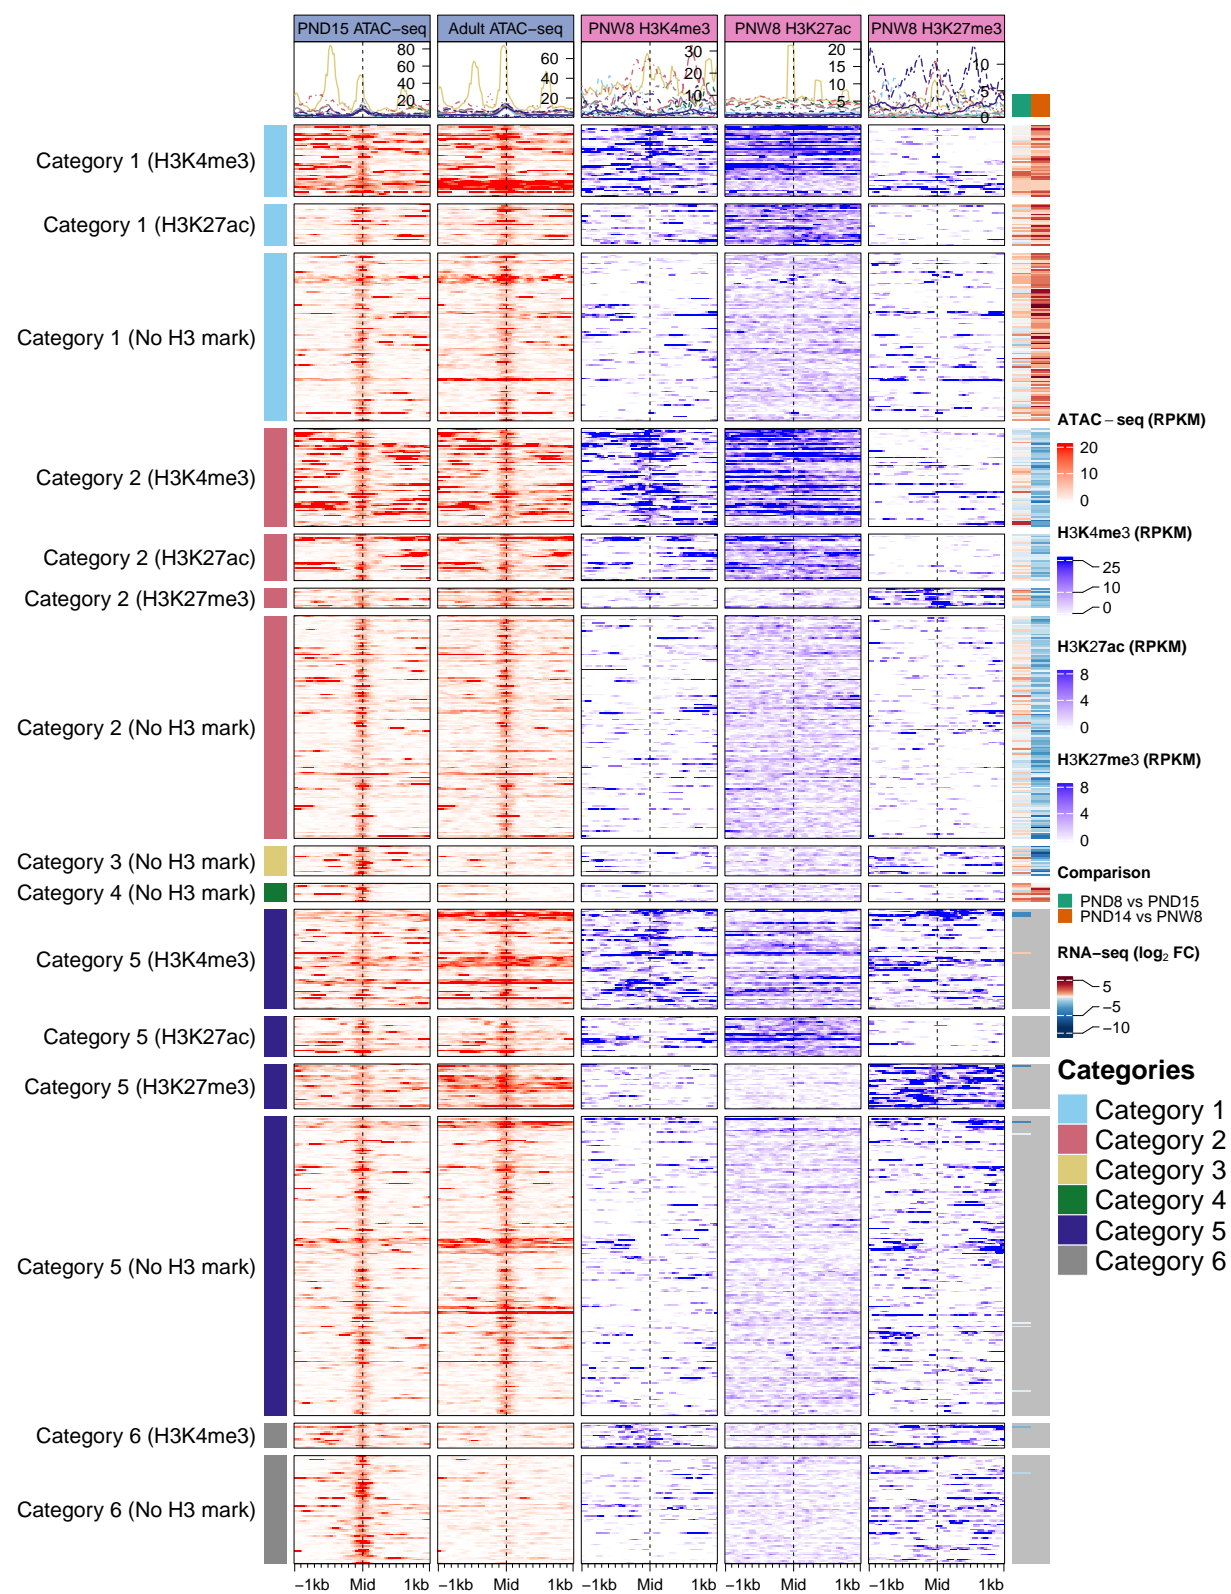 PND15 ATAC−seq
Adult ATAC−seq
PNW8 H3K4me3
PNW8 H3K27ac
PNW8 H3K27me3
80
60
40
20
60
40
20
30
20
10
20
15
10
5
10
5
0
Category 1 (H3K4me3)
Category 1 (H3K27ac)
Category 1 (No H3 mark)
Category 2 (H3K4me3)
Category 2 (H3K27ac)
Category 2 (H3K27me3)
Category 2 (No H3 mark)
Category 3 (No H3 mark)
Category 4 (No H3 mark)
Category 5 (H3K4me3)
Category 5 (H3K27ac)
Category 5 (H3K27me3)
Category 5 (No H3 mark)
Category 6 (H3K4me3)
Category 6 (No H3 mark)
−1kb Mid 1kb
−1kb Mid 1kb
−1kb Mid 1kb
−1kb Mid 1kb
−1kb Mid 1kb
ATAC−seq (RPKM)
20
10
0
H3K4me3 (RPKM)
25
10
0
H3K27ac (RPKM)
8
4
0
H3K27me3 (RPKM)
8
4
0
Comparison
PND8 vs PND15
PND14 vs PNW8
RNA−seq (log₂ FC)
5
−5
−10
Categories
Category 1
Category 2
Category 3
Category 4
Category 5
Category 6